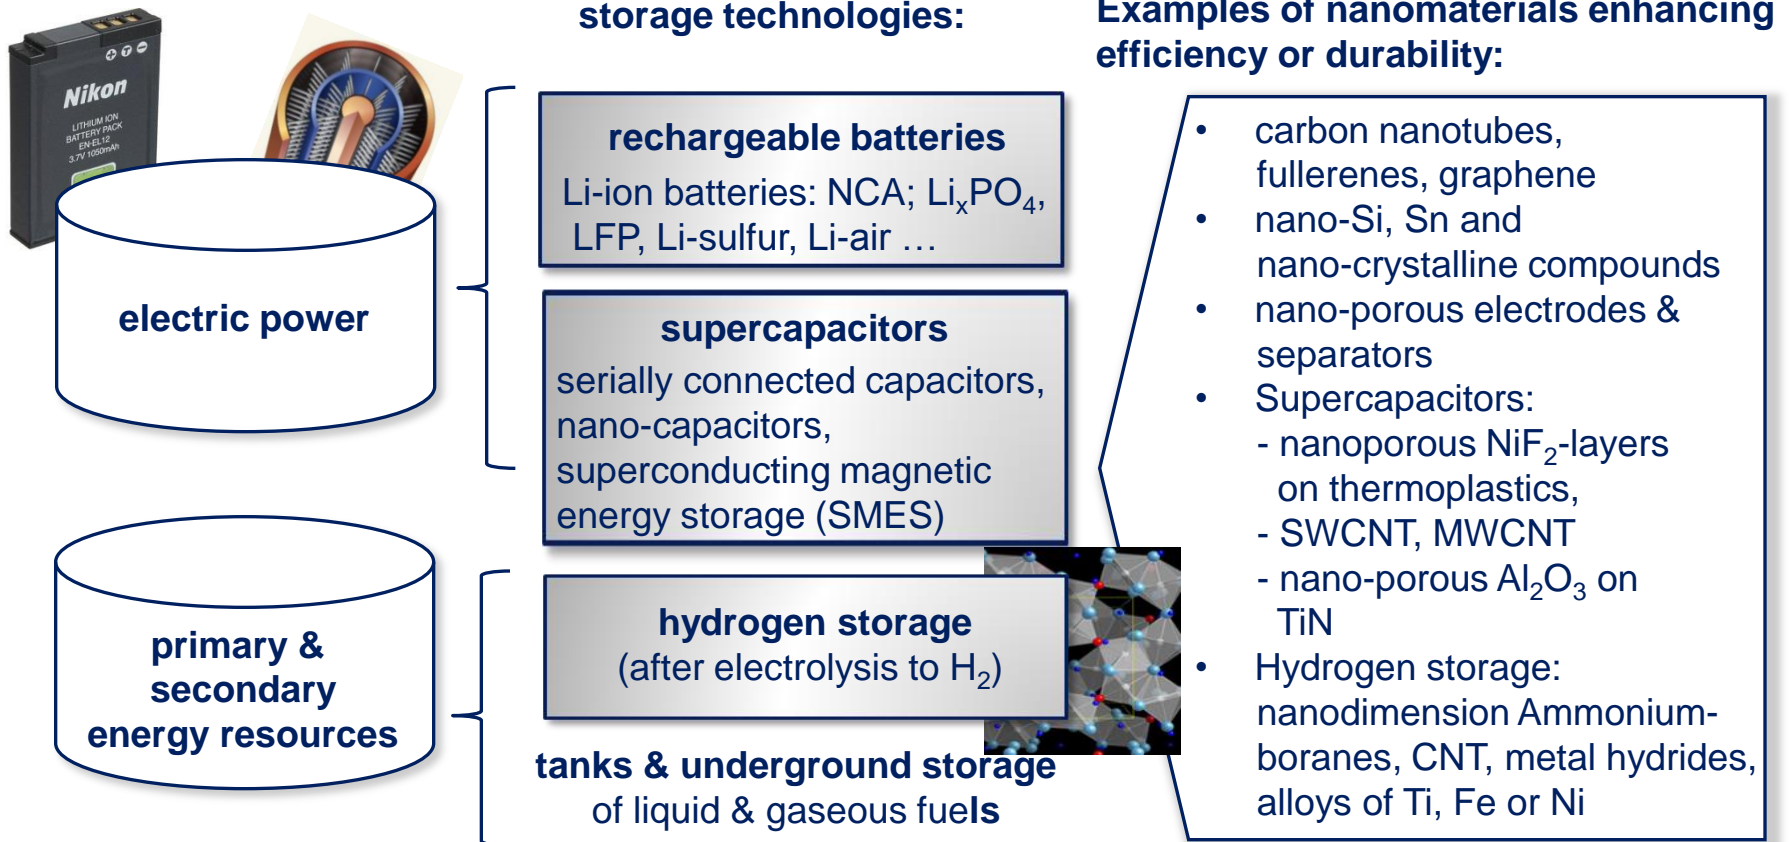 storage technologies:
Examples of nanomaterials enhancing
efficiency or durability:
Nikon
LITHIUM ION
BATTERY PACK
EN-EL12
3.7V 1050mAh
electric power
rechargeable batteries
Li-ion batteries: NCA; LiₓPO₄,
LFP, Li-sulfur, Li-air …
supercapacitors
serially connected capacitors,
nano-capacitors,
superconducting magnetic
energy storage (SMES)
primary &
secondary
energy resources
hydrogen storage
(after electrolysis to H₂)
tanks & underground storage
of liquid & gaseous fuels
• carbon nanotubes,
fullerenes, graphene
• nano-Si, Sn and
nano-crystalline compounds
• nano-porous electrodes &
separators
• Supercapacitors:
- nanoporous NiF₂-layers
on thermoplastics,
- SWCNT, MWCNT
- nano-porous Al₂O₃ on
TiN
• Hydrogen storage:
nanodimension Ammonium-
boranes, CNT, metal hydrides,
alloys of Ti, Fe or Ni